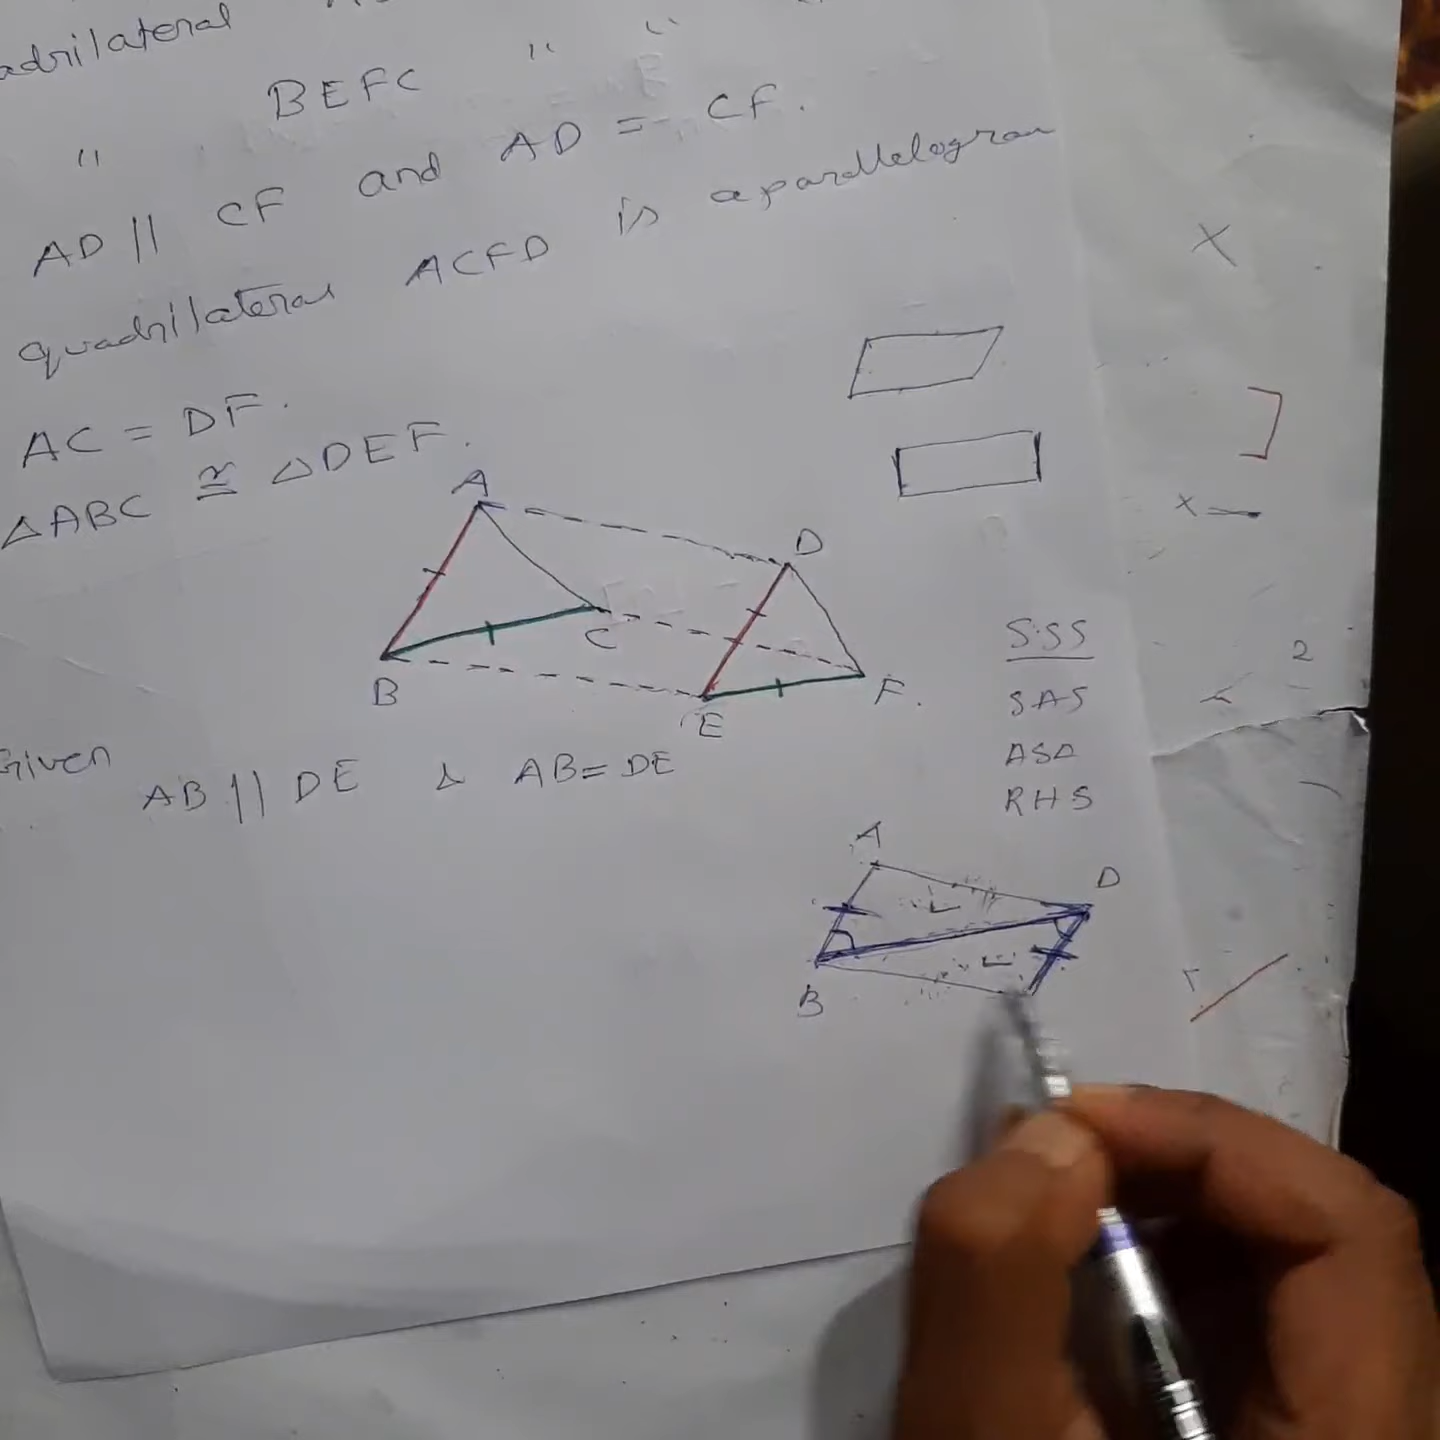 BEFC " "
"
AD || CF and AD = CF.
quadrilateral ACFD is a parallelogram
AC = DF.
△ABC ≅ △DEF.
A
D
C
B
E
F.
Given
AB || DE & AB = DE
S·SS
SAS
ASA
RHS
2
A
D
B